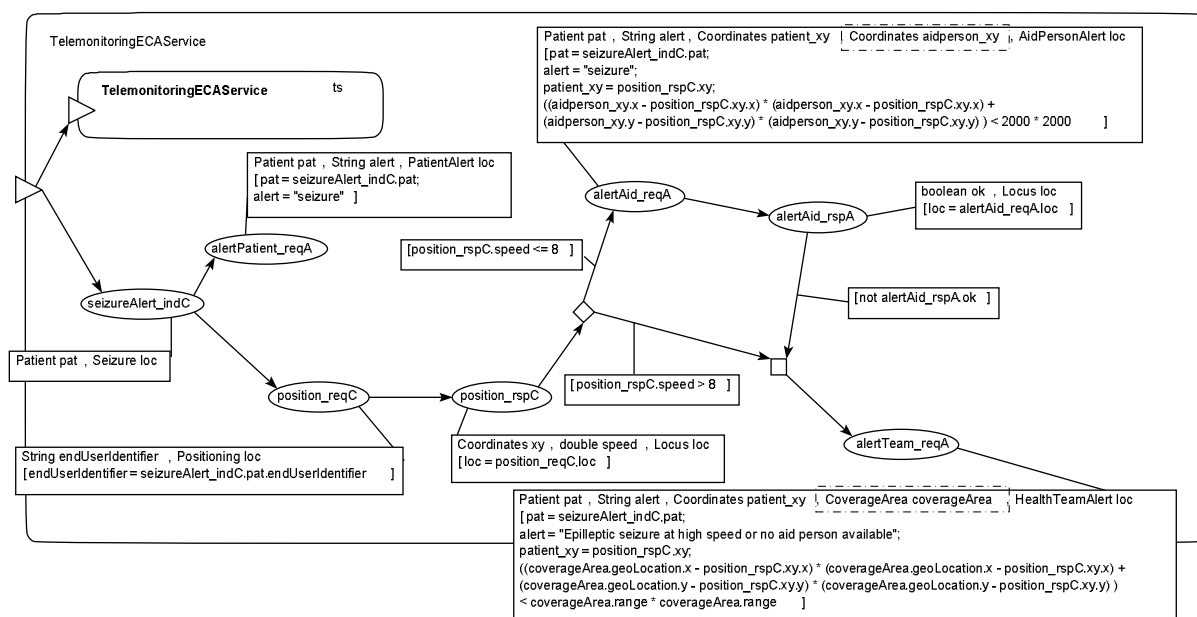 TelemonitoringECAService
TelemonitoringECAService ts
Patient pat , String alert , Coordinates patient_xy , Coordinates aidperson_xy , AidPersonAlert loc
[ pat = seizureAlert_indC.pat;
alert = "seizure";
patient_xy = position_rspC.xy;
((aidperson_xy.x - position_rspC.xy.x) * (aidperson_xy.x - position_rspC.xy.x) +
(aidperson_xy.y - position_rspC.xy.y) * (aidperson_xy.y - position_rspC.xy.y) ) < 2000 * 2000 ]
Patient pat , String alert , PatientAlert loc
[ pat = seizureAlert_indC.pat;
alert = "seizure" ]
alertAid_reqA
boolean ok , Locus loc
[ loc = alertAid_reqA.loc ]
alertAid_rspA
alertPatient_reqA
[position_rspC.speed <= 8 ]
seizureAlert_indC
[not alertAid_rspA.ok ]
Patient pat , Seizure loc
[position_rspC.speed > 8 ]
position_reqC
position_rspC
String endUserIdentifier , Positioning loc
[endUserIdentifier = seizureAlert_indC.pat.endUserIdentifier ]
Coordinates xy , double speed , Locus loc
[ loc = position_reqC.loc ]
alertTeam_reqA
Patient pat , String alert , Coordinates patient_xy , CoverageArea coverageArea , HealthTeamAlert loc
[ pat = seizureAlert_indC.pat;
alert = "Epilleptic seizure at high speed or no aid person available";
patient_xy = position_rspC.xy;
((coverageArea.geoLocation.x - position_rspC.xy.x) * (coverageArea.geoLocation.x - position_rspC.xy.x) +
(coverageArea.geoLocation.y - position_rspC.xy.y) * (coverageArea.geoLocation.y - position_rspC.xy.y) )
< coverageArea.range * coverageArea.range ]